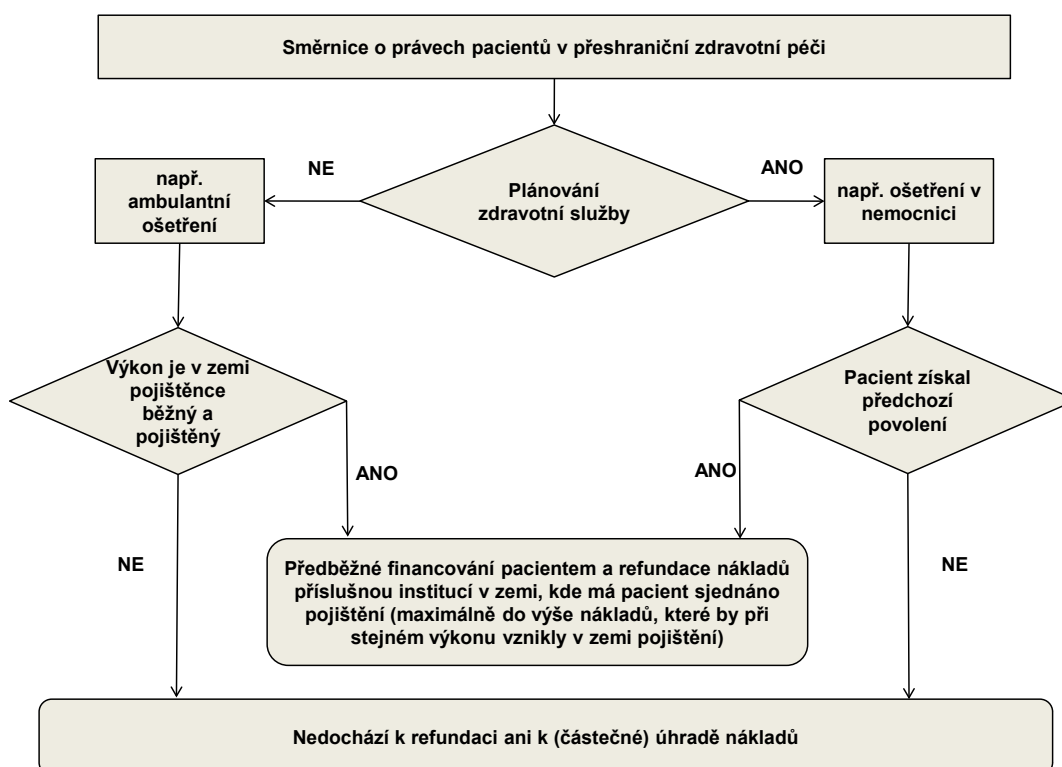 Směrnice o právech pacientů v přeshraniční zdravotní péči
NE
ANO
např.
ambulantní
ošetření
Plánování
zdravotní služby
např. ošetření v
nemocnici
Výkon je v zemi
pojištěnce
běžný a
pojištěný
Pacient získal
předchozí
povolení
ANO
ANO
NE
NE
Předběžné financování pacientem a refundace nákladů
příslušnou institucí v zemi, kde má pacient sjednáno
pojištění (maximálně do výše nákladů, které by při
stejném výkonu vznikly v zemi pojištění)
Nedochází k refundaci ani k (částečné) úhradě nákladů